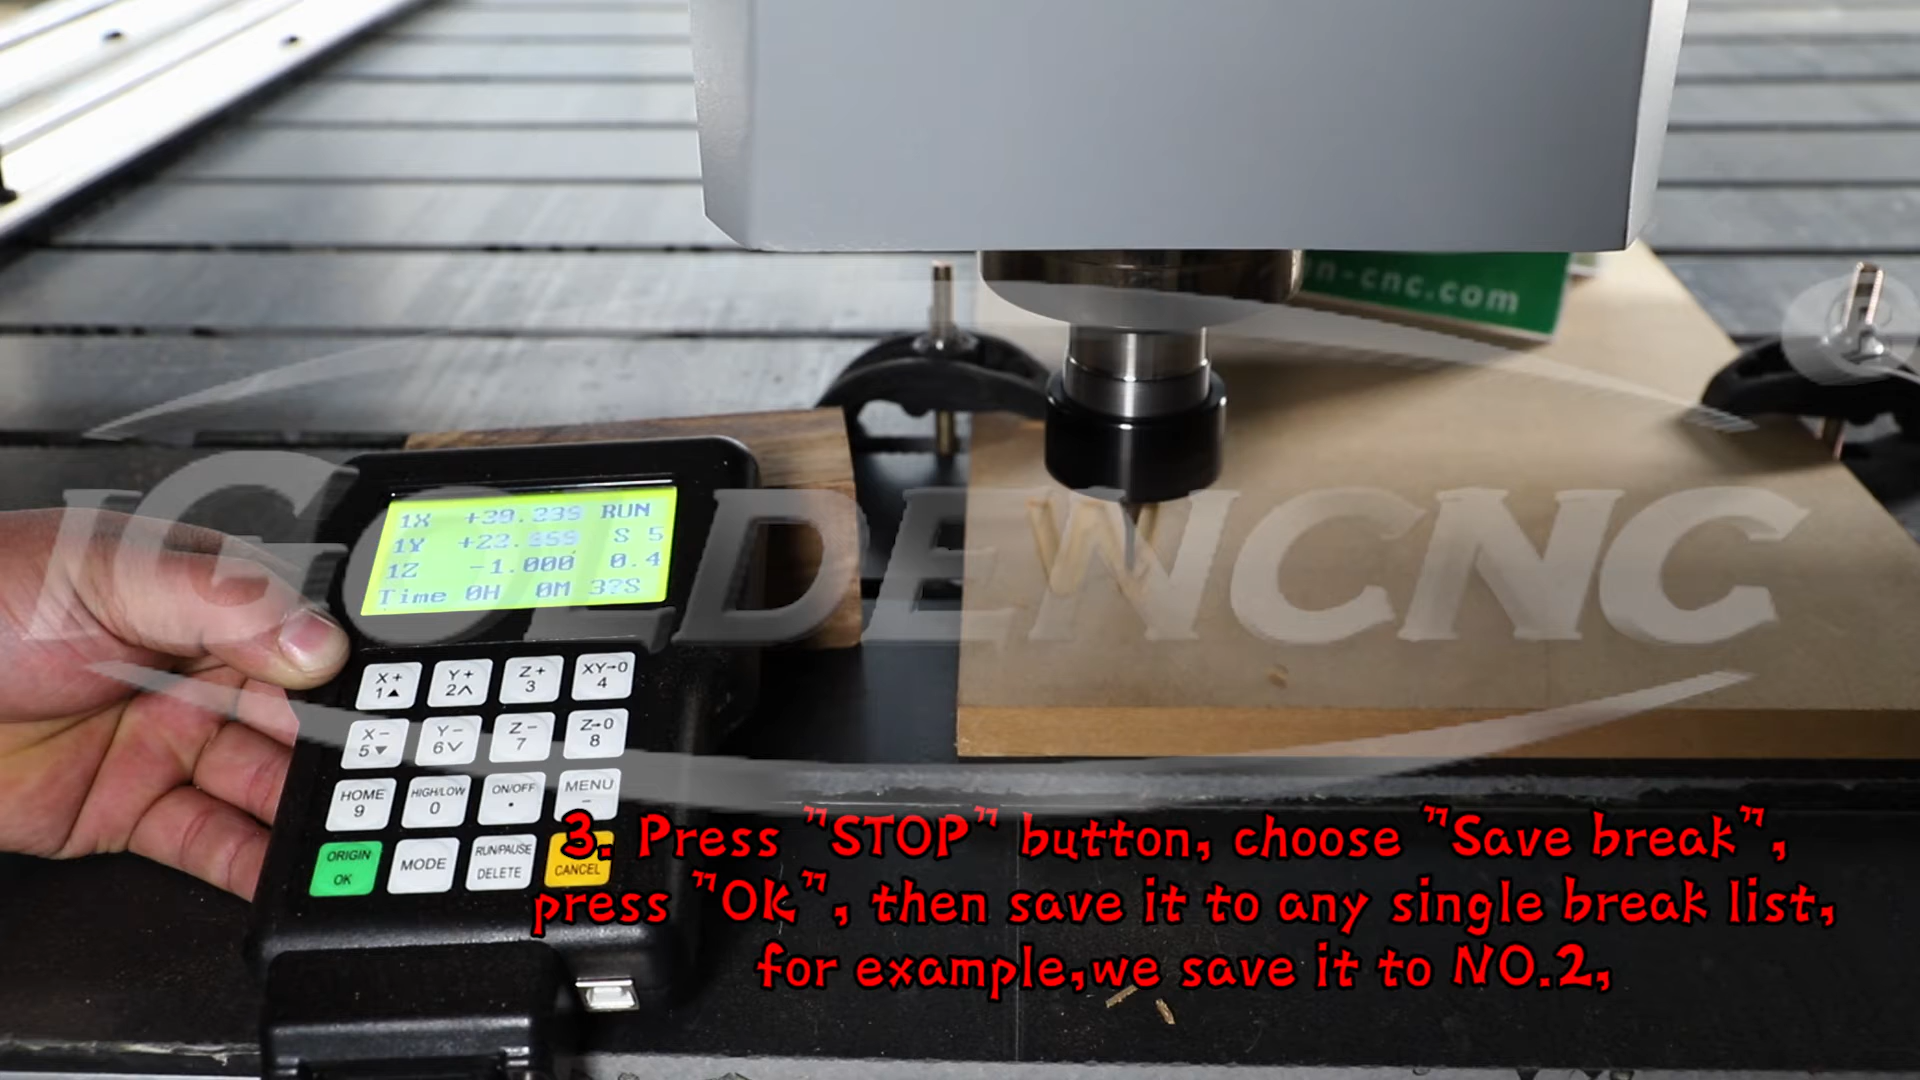 n-cnc.com
iGOLDENCNC
1X RUN
1Y S 5
1Z -1.000 0.4
Time 0H 0M
X+ Y+ Z+ XY→0
1▲ 2∧ 3 4
X- Y- Z- Z→0
5▼ 6∨ 7 8
HOME HIGH/LOW ON/OFF MENU
9 0 •
ORIGIN MODE RUN/PAUSE
OK DELETE CANCEL
3. Press "STOP" button, choose "Save break",
press "OK", then save it to any single break list,
for example,we save it to NO.2,